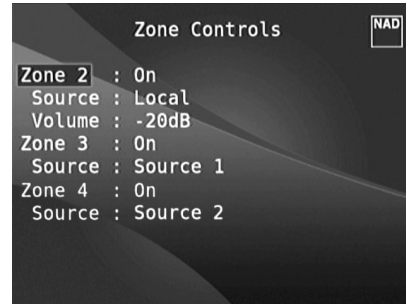 Zone Controls
NAD
Zone 2 : On
Source : Local
Volume : -20dB
Zone 3 : On
Source : Source 1
Zone 4 : On
Source : Source 2